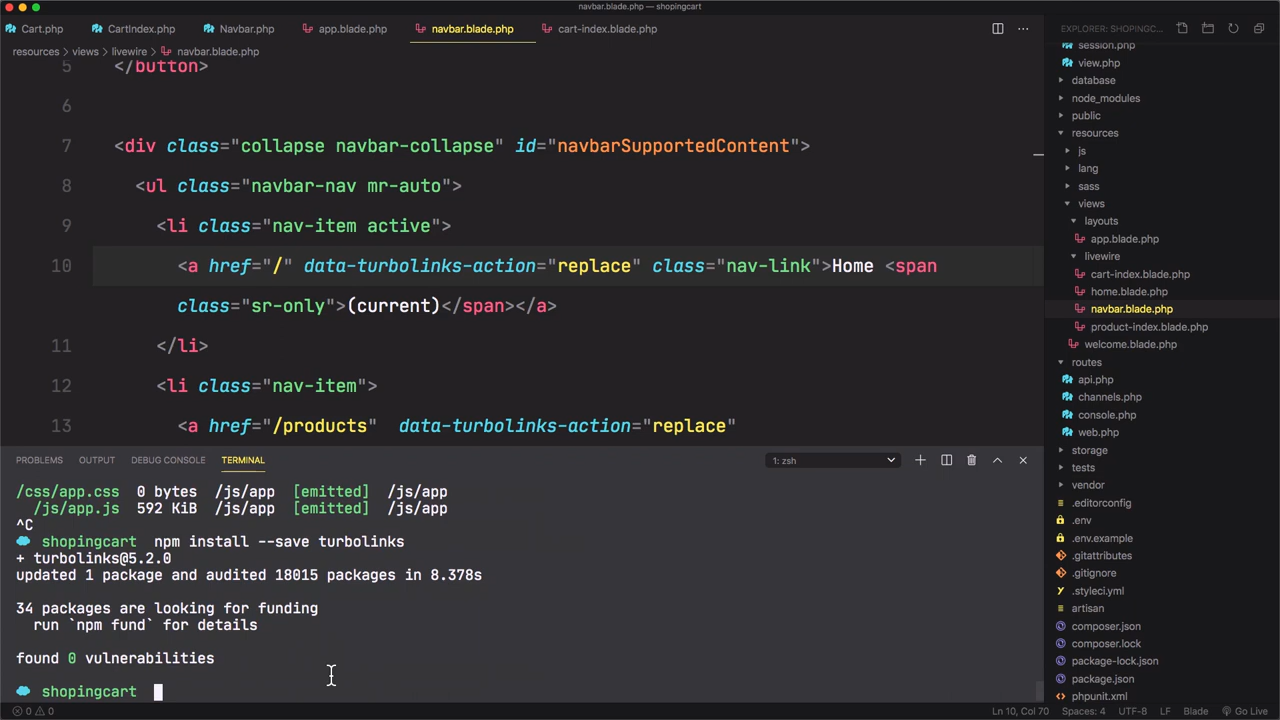 navbar.blade.php — shopingcart
Cart.php
CartIndex.php
Navbar.php
app.blade.php
navbar.blade.php
cart-index.blade.php
resources > views > livewire > navbar.blade.php
5 </button>
6
7 <div class="collapse navbar-collapse" id="navbarSupportedContent">
8 <ul class="navbar-nav mr-auto">
9 <li class="nav-item active">
10 <a href="/" data-turbolinks-action="replace" class="nav-link">Home <span
class="sr-only">(current)</span></a>
11 </li>
12 <li class="nav-item">
13 <a href="/products"  data-turbolinks-action="replace"
PROBLEMS OUTPUT DEBUG CONSOLE TERMINAL
1: zsh
/css/app.css 0 bytes /js/app [emitted] /js/app
/js/app.js 592 KiB /js/app [emitted] /js/app
^C
shopingcart npm install --save turbolinks
+ turbolinks@5.2.0
updated 1 package and audited 18015 packages in 8.378s
34 packages are looking for funding
run `npm fund` for details
found 0 vulnerabilities
shopingcart
EXPLORER: SHOPINGC...
session.php
view.php
database
node_modules
public
resources
js
lang
sass
views
layouts
app.blade.php
livewire
cart-index.blade.php
home.blade.php
navbar.blade.php
product-index.blade.php
welcome.blade.php
routes
api.php
channels.php
console.php
web.php
storage
tests
vendor
.editorconfig
.env
.env.example
.gitattributes
.gitignore
.styleci.yml
artisan
composer.json
composer.lock
package-lock.json
package.json
phpunit.xml
0 0
Ln 10, Col 70 Spaces: 4 UTF-8 LF Blade Go Live